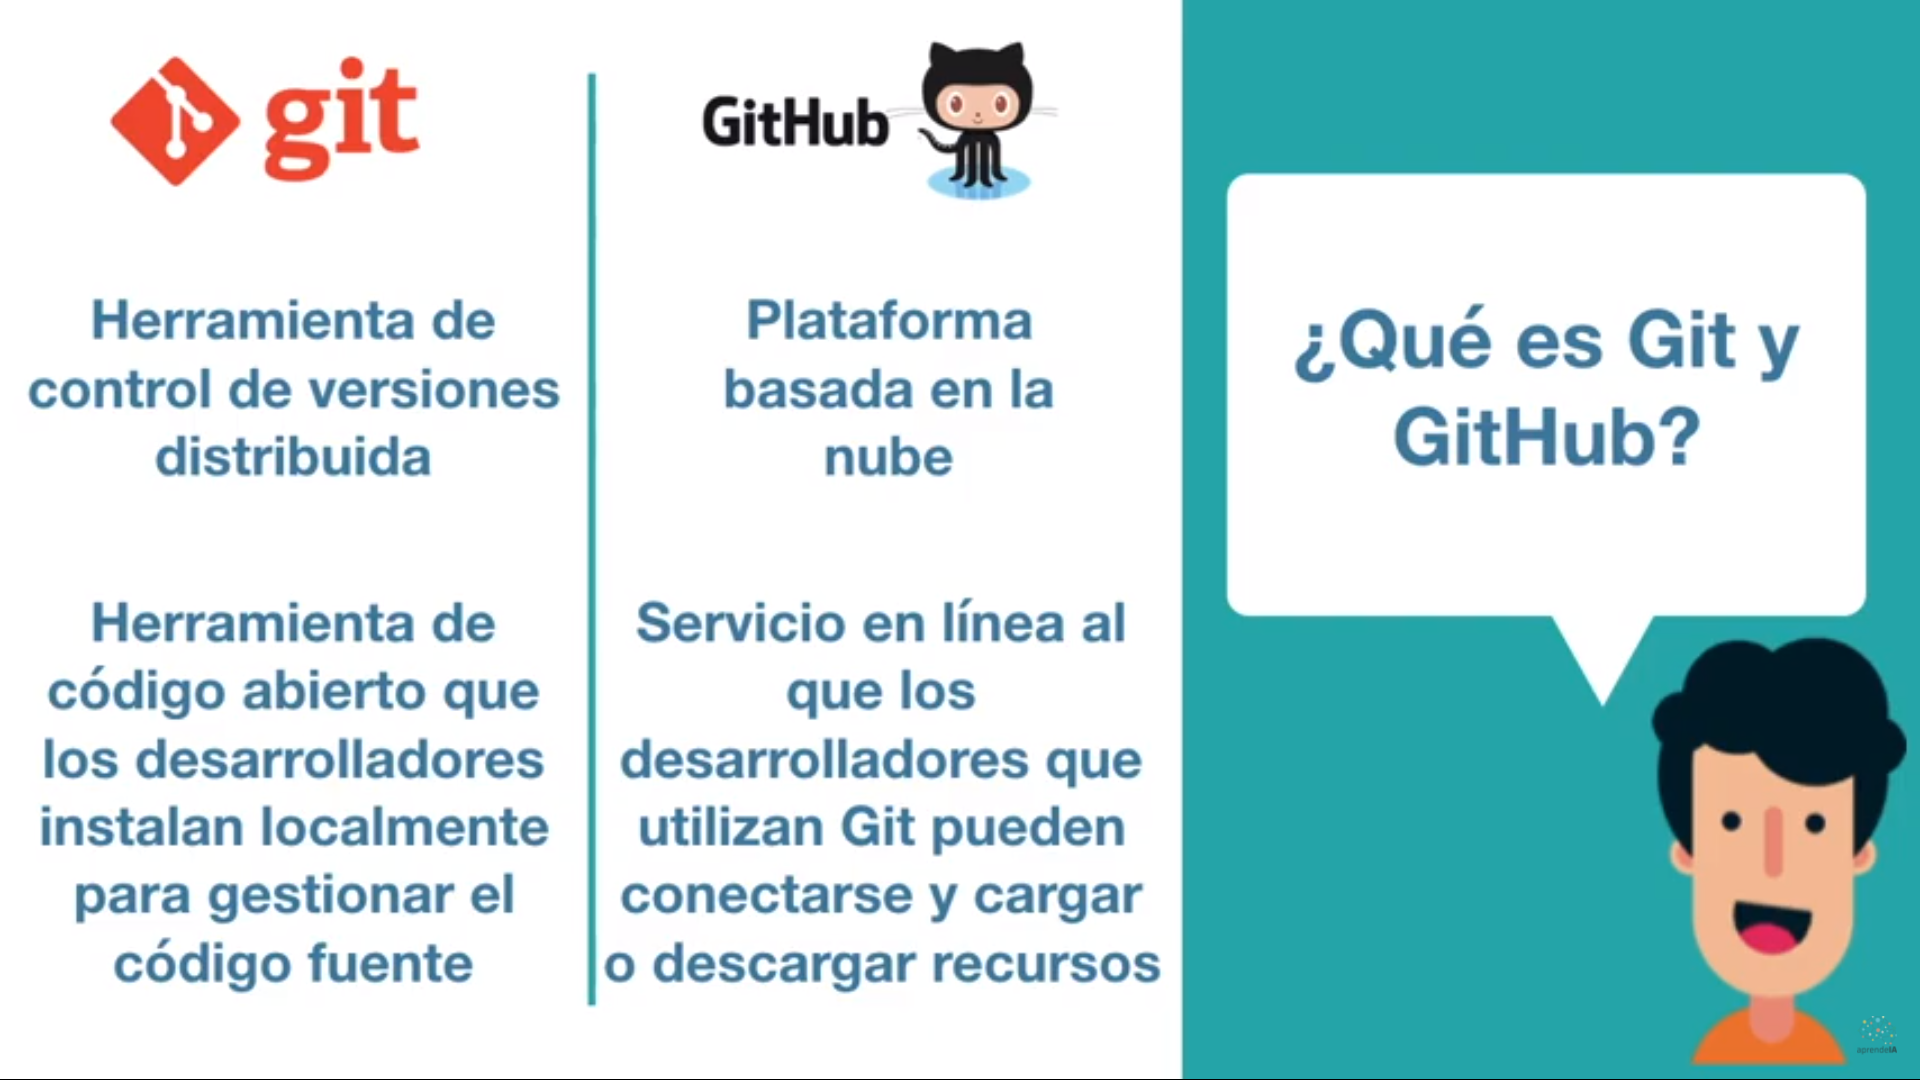 git
Herramienta de
control de versiones
distribuida
Herramienta de
código abierto que
los desarrolladores
instalan localmente
para gestionar el
código fuente
GitHub
Plataforma
basada en la
nube
Servicio en línea al
que los
desarrolladores que
utilizan Git pueden
conectarse y cargar
o descargar recursos
¿Qué es Git y
GitHub?
aprendeIA